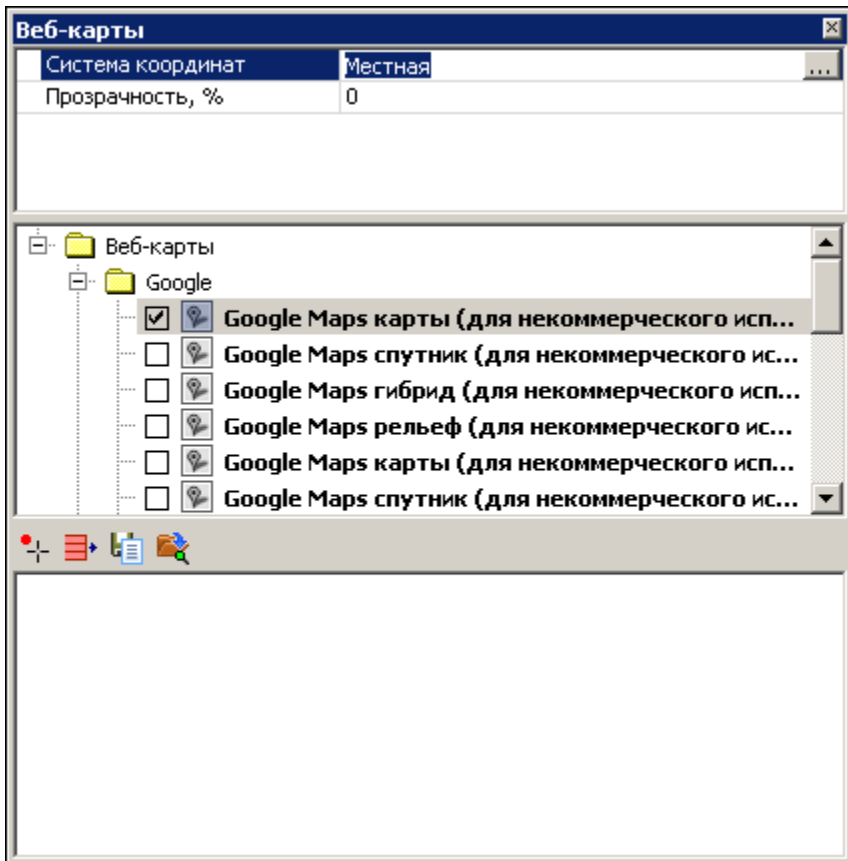 Веб-карты
Система координат Местная ...
Прозрачность, % 0
Веб-карты
Google
Google Maps карты (для некоммерческого исп...
Google Maps спутник (для некоммерческого ис...
Google Maps гибрид (для некоммерческого исп...
Google Maps рельеф (для некоммерческого ис...
Google Maps карты (для некоммерческого исп...
Google Maps спутник (для некоммерческого ис...